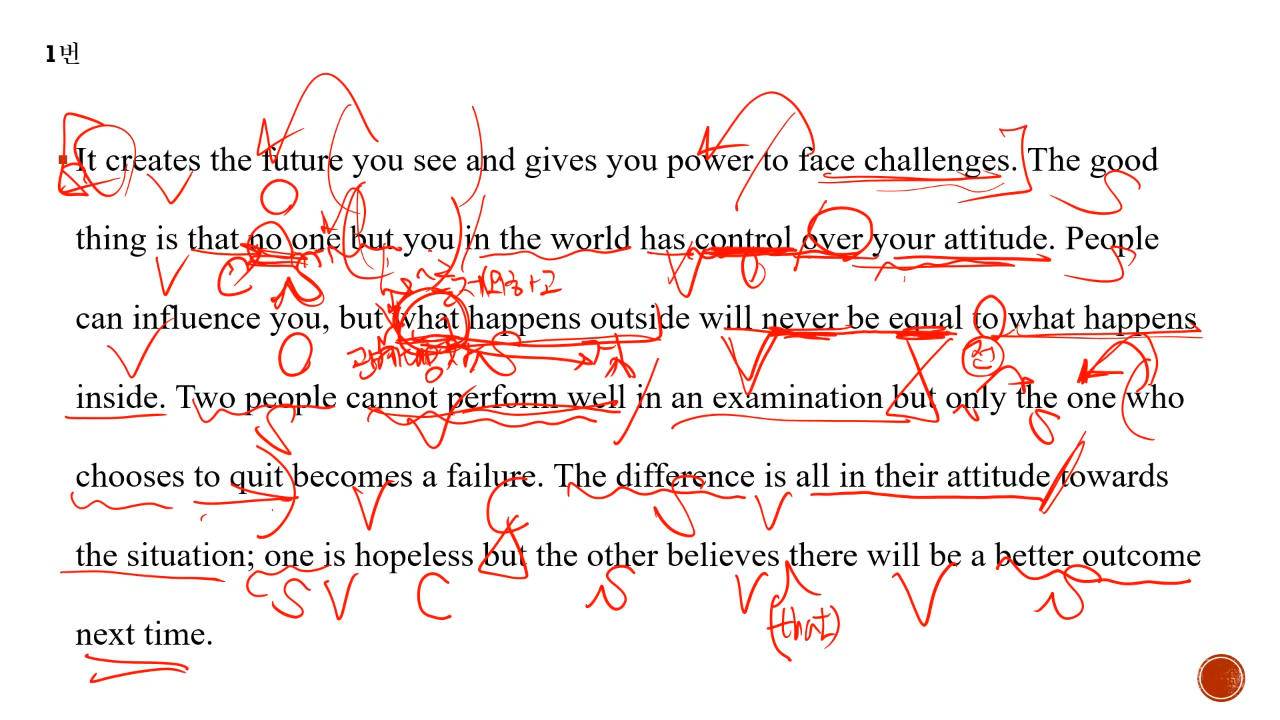 1번
It creates the future you see and gives you power to face challenges. The good
thing is that no one but you in the world has control over your attitude. People
can influence you, but what happens outside will never be equal to what happens
inside. Two people cannot perform well in an examination but only the one who
chooses to quit becomes a failure. The difference is all in their attitude towards
the situation; one is hopeless but the other believes there will be a better outcome
(that)
next time.